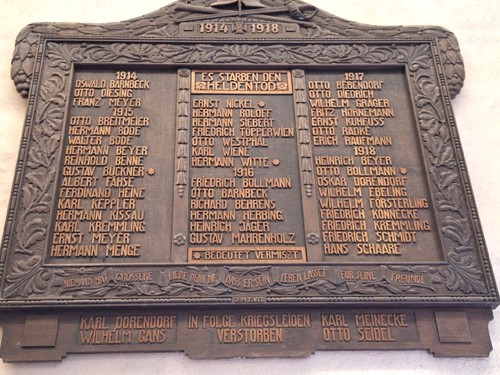 1914 1918
1914
OSWALD BARNBECK
OTTO DIESING
FRANZ MEYER
1915
OTTO BREITHER
HERMANN BODE
WALTER BODE
HERMANN BEYER
REINHOLD BENNE
GUSTAV BÜCKNER
ALBERT FÄHSE
FERDINAND HEINE
KARL KEPPLER
HERMANN KISSAU
KARL KREMMLING
ERNST MEYER
HERMANN MENGE
ES STARBEN DEN
HELDENTOD
ERNST NICKEL
HERMANN ROLOFF
HERMANN SIEBERT
FRIEDRICH TÖPPERWIEN
OTTO WESTPHAL
KARL WIENE
HERMANN WITTE
1916
FRIEDRICH BOLLMANN
OTTO BARNBECK
RICHARD BEHRENS
HERMANN HERBING
HEINRICH JÄGER
GUSTAV MAHRENHOLZ
BEDEUTET VERMISZT
1917
OTTO BEBENDORF
OTTO DIEDRICH
WILHELM GRÄGER
FRITZ HORNEMANN
ERNST KUHFUSS
OTTO RADKE
ERICH RAUFMANN
1918
HEINRICH BEYER
OTTO BOLLMANN
OSKAR DORENDORF
WILHELM EBELING
WILHELM FORSTERLING
FRIEDRICH KÖNNECKE
FRIEDRICH KREMMLING
FRIEDRICH SCHMIDT
HANS SCHAARE
NIEMAND HAT GRÖSSERE LIEBE DENN DIE DASS ER SEIN LEBEN LÄSSET FÜR SEINE FREUNDE
KARL DORENDORF IN FOLGE KRIEGSLEIDEN KARL MEINECKE
WILHELM GANS VERSTORBEN OTTO SEIDEL